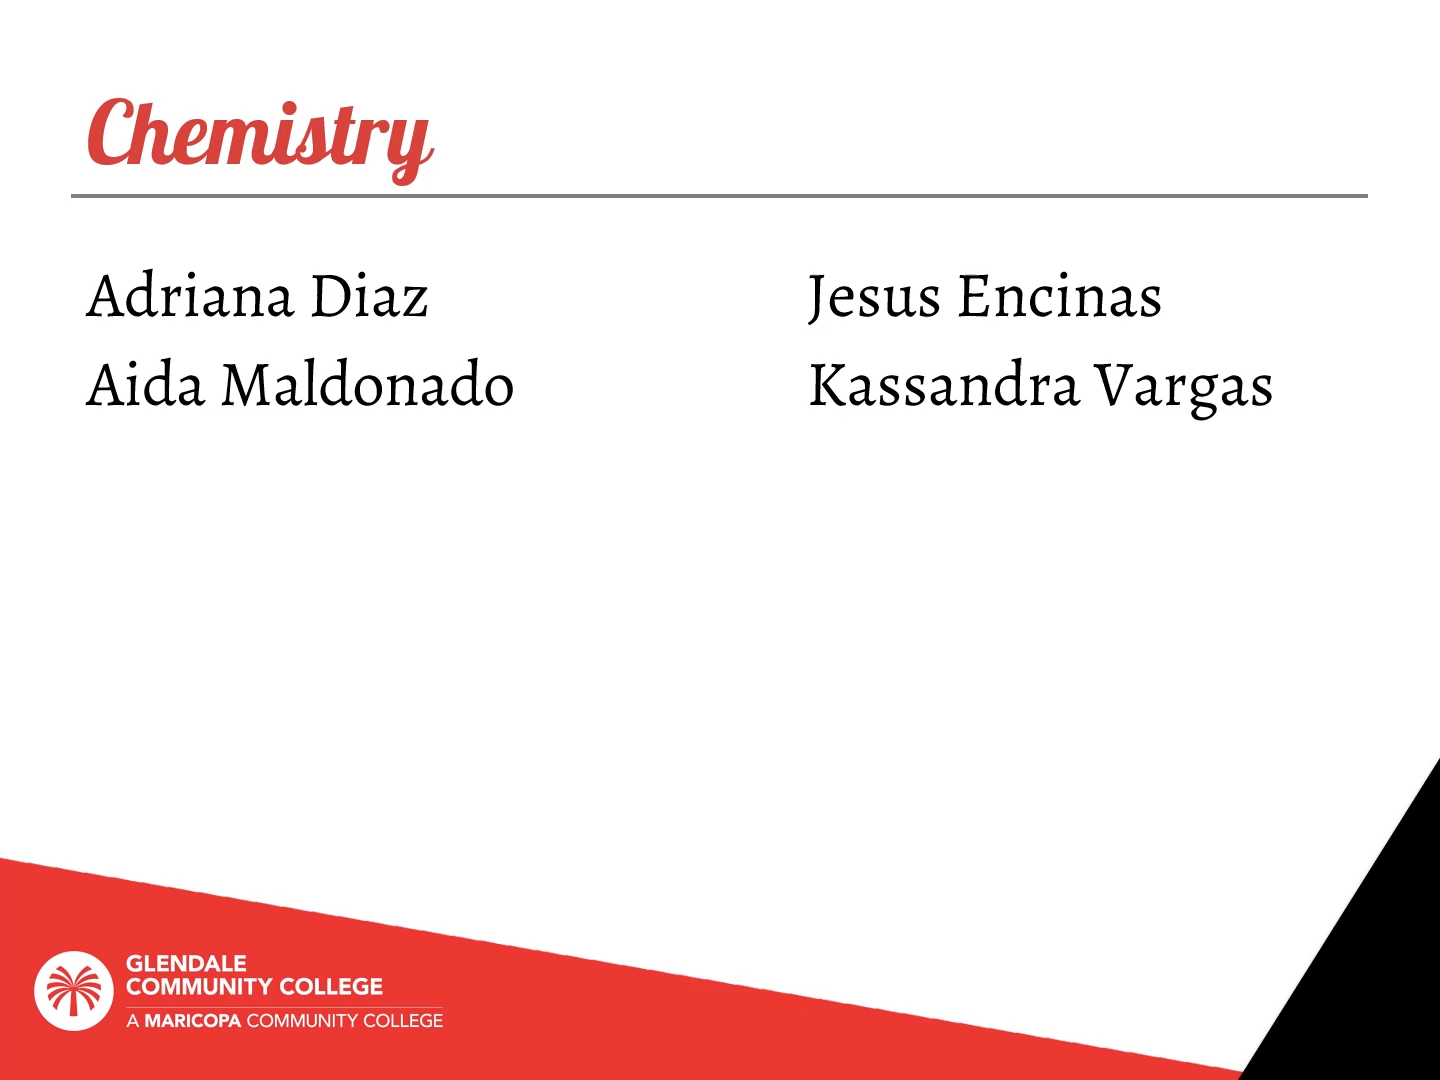 Chemistry
Adriana Diaz
Aida Maldonado
Jesus Encinas
Kassandra Vargas
GLENDALE
COMMUNITY COLLEGE
A MARICOPA COMMUNITY COLLEGE